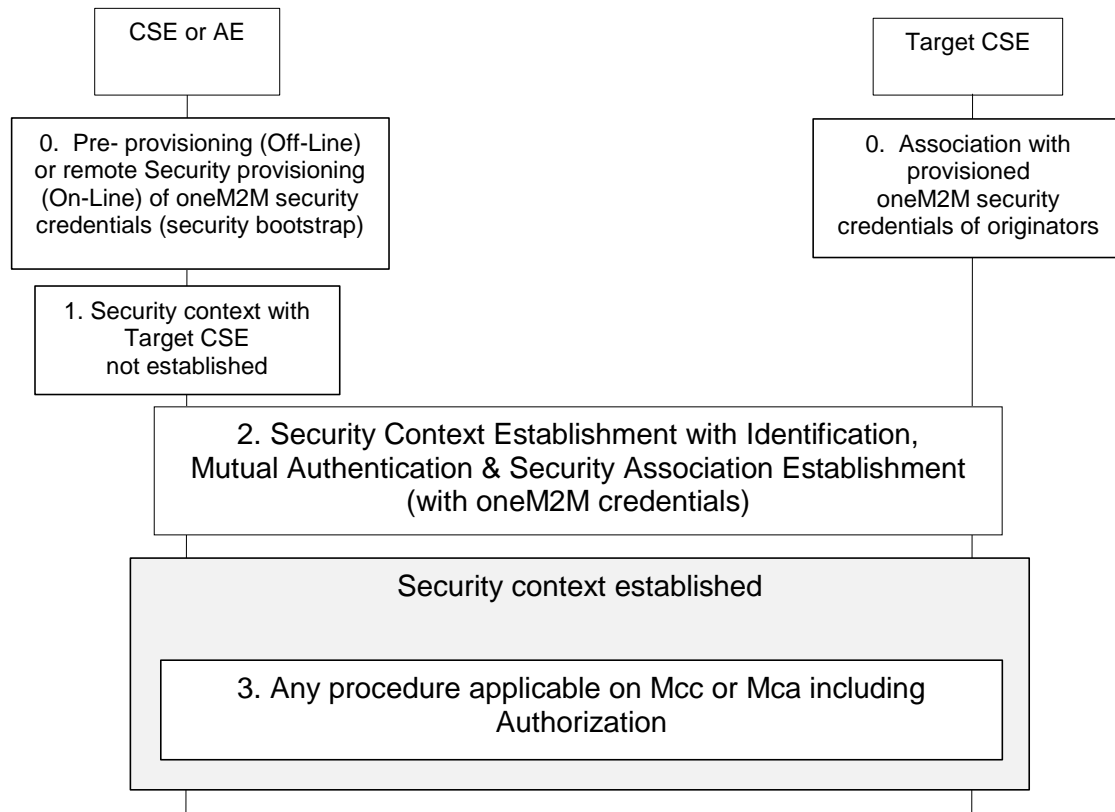 CSE or AE
Target CSE
0. Pre- provisioning (Off-Line)
or remote Security provisioning
(On-Line) of oneM2M security
credentials (security bootstrap)
0. Association with
provisioned
oneM2M security
credentials of originators
1. Security context with
Target CSE
not established
2. Security Context Establishment with Identification,
Mutual Authentication & Security Association Establishment
(with oneM2M credentials)
Security context established
3. Any procedure applicable on Mcc or Mca including
Authorization